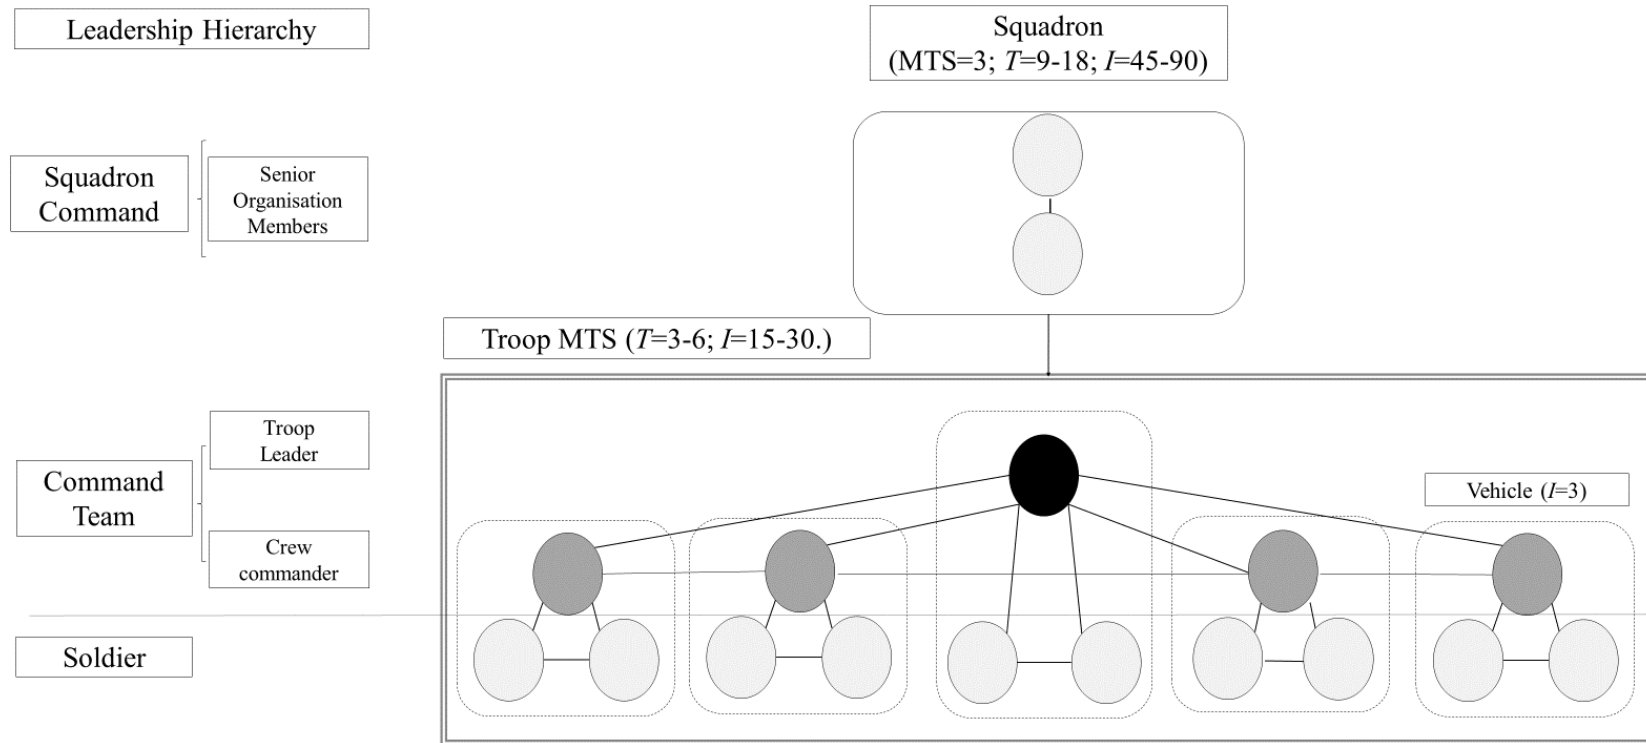 Leadership Hierarchy
Squadron
(MTS=3; T=9-18; I=45-90)
Squadron
Command
Senior
Organisation
Members
Troop MTS (T=3-6; I=15-30.)
Command
Team
Troop
Leader
Crew
commander
Vehicle (I=3)
Soldier